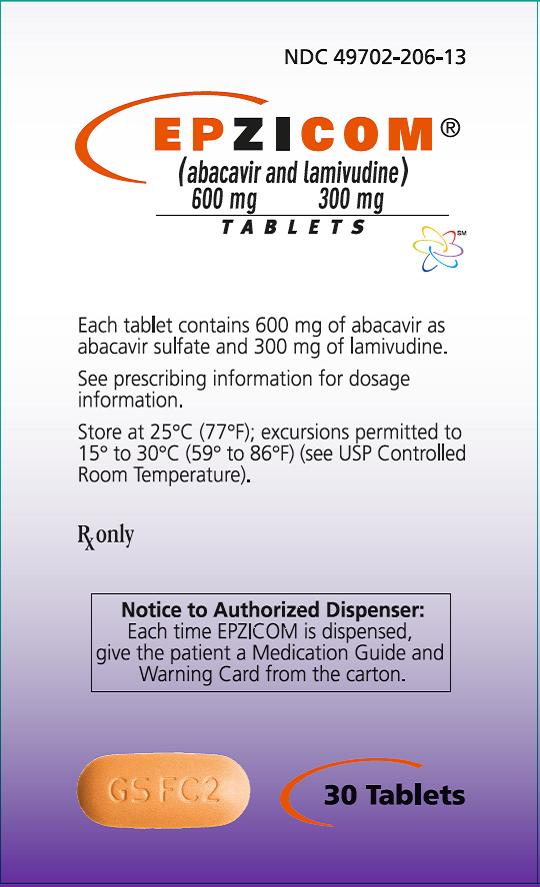 NDC 49702-206-13
EPZICOM®
(abacavir and lamivudine)
600 mg 300 mg
TABLETS
SM
Each tablet contains 600 mg of abacavir as
abacavir sulfate and 300 mg of lamivudine.
See prescribing information for dosage
information.
Store at 25°C (77°F); excursions permitted to
15° to 30°C (59° to 86°F) (see USP Controlled
Room Temperature).
Rx only
Notice to Authorized Dispenser:
Each time EPZICOM is dispensed,
give the patient a Medication Guide and
Warning Card from the carton.
GS FC2
30 Tablets